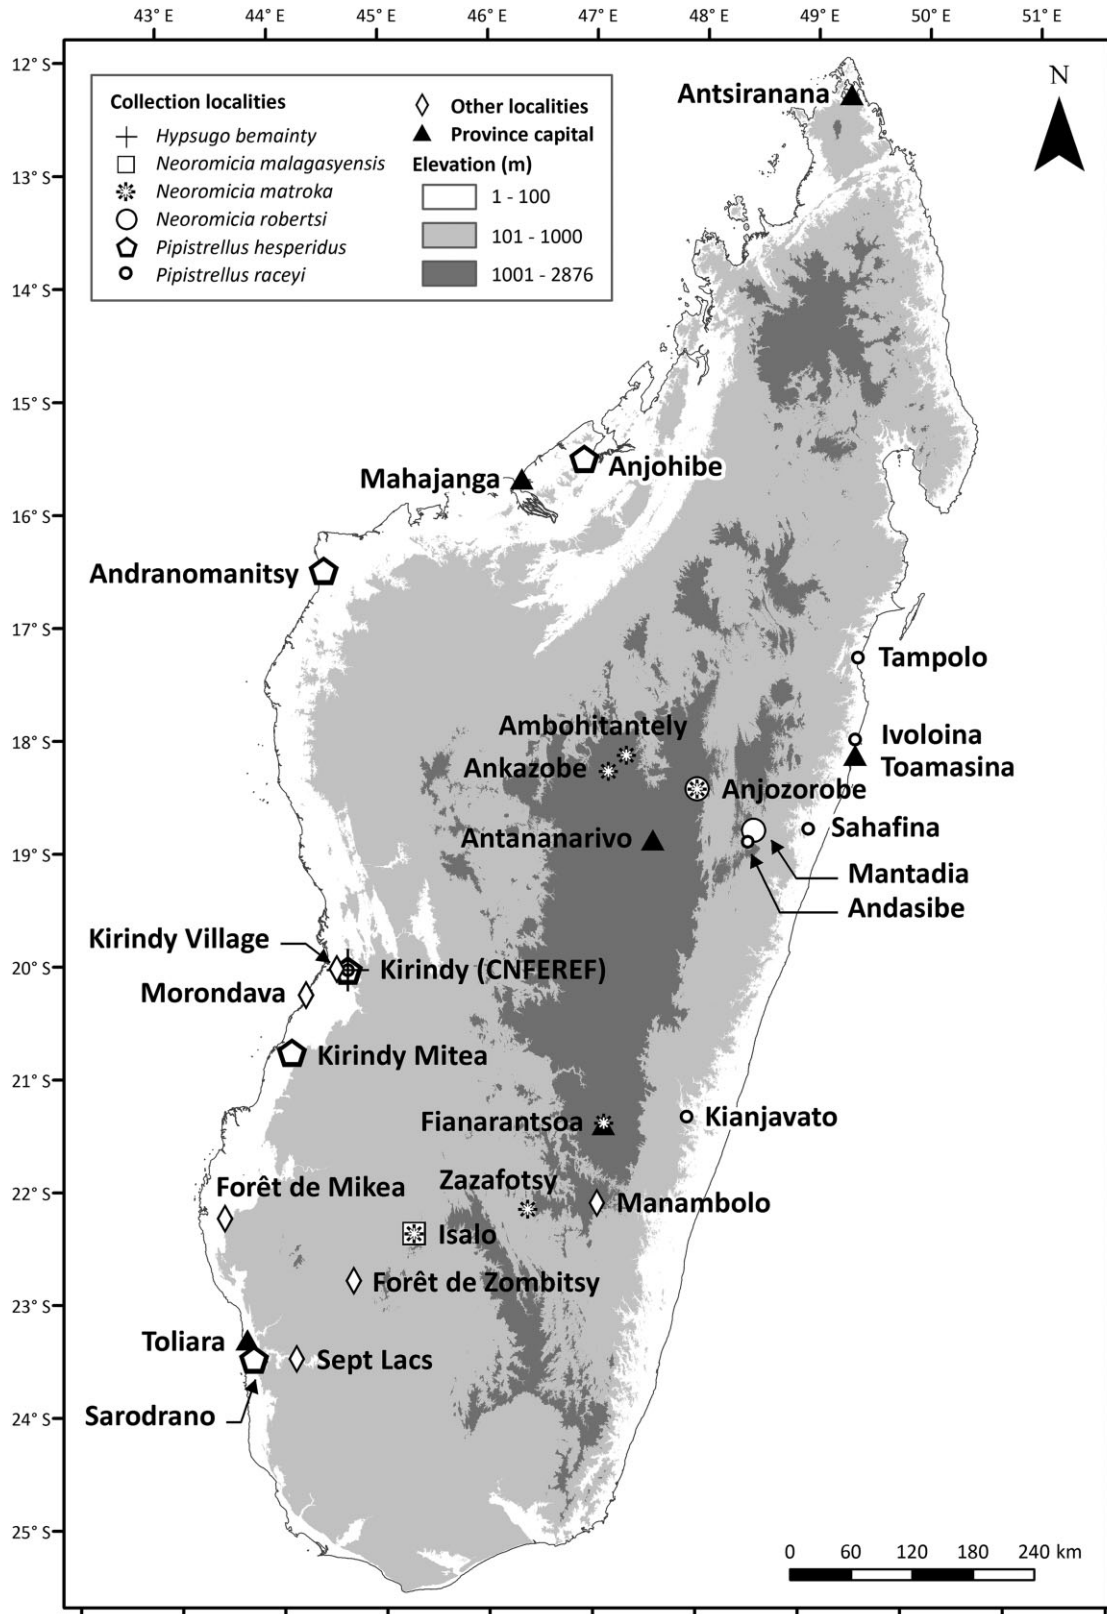 43° E 44° E 45° E 46° E 47° E 48° E 49° E 50° E 51° E
12° S
13° S
14° S
15° S
16° S
17° S
18° S
19° S
20° S
21° S
22° S
23° S
24° S
25° S
Collection localities
Hypsugo bemainty
Neoromicia malagasyensis
Neoromicia matroka
Neoromicia robertsi
Pipistrellus hesperidus
Pipistrellus raceyi
Other localities
Province capital
Elevation (m)
1 - 100
101 - 1000
1001 - 2876
N
Antsiranana
Mahajanga
Anjohibe
Andranomanitsy
Tampolo
Ambohitantely
Ivoloina
Ankazobe
Toamasina
Anjozorobe
Antananarivo
Sahafina
Mantadia
Andasibe
Kirindy Village
Kirindy (CNFEREF)
Morondava
Kirindy Mitea
Fianarantsoa
Kianjavato
Zazafotsy
Forêt de Mikea
Manambolo
Isalo
Forêt de Zombitsy
Toliara
Sept Lacs
Sarodrano
0 60 120 180 240 km